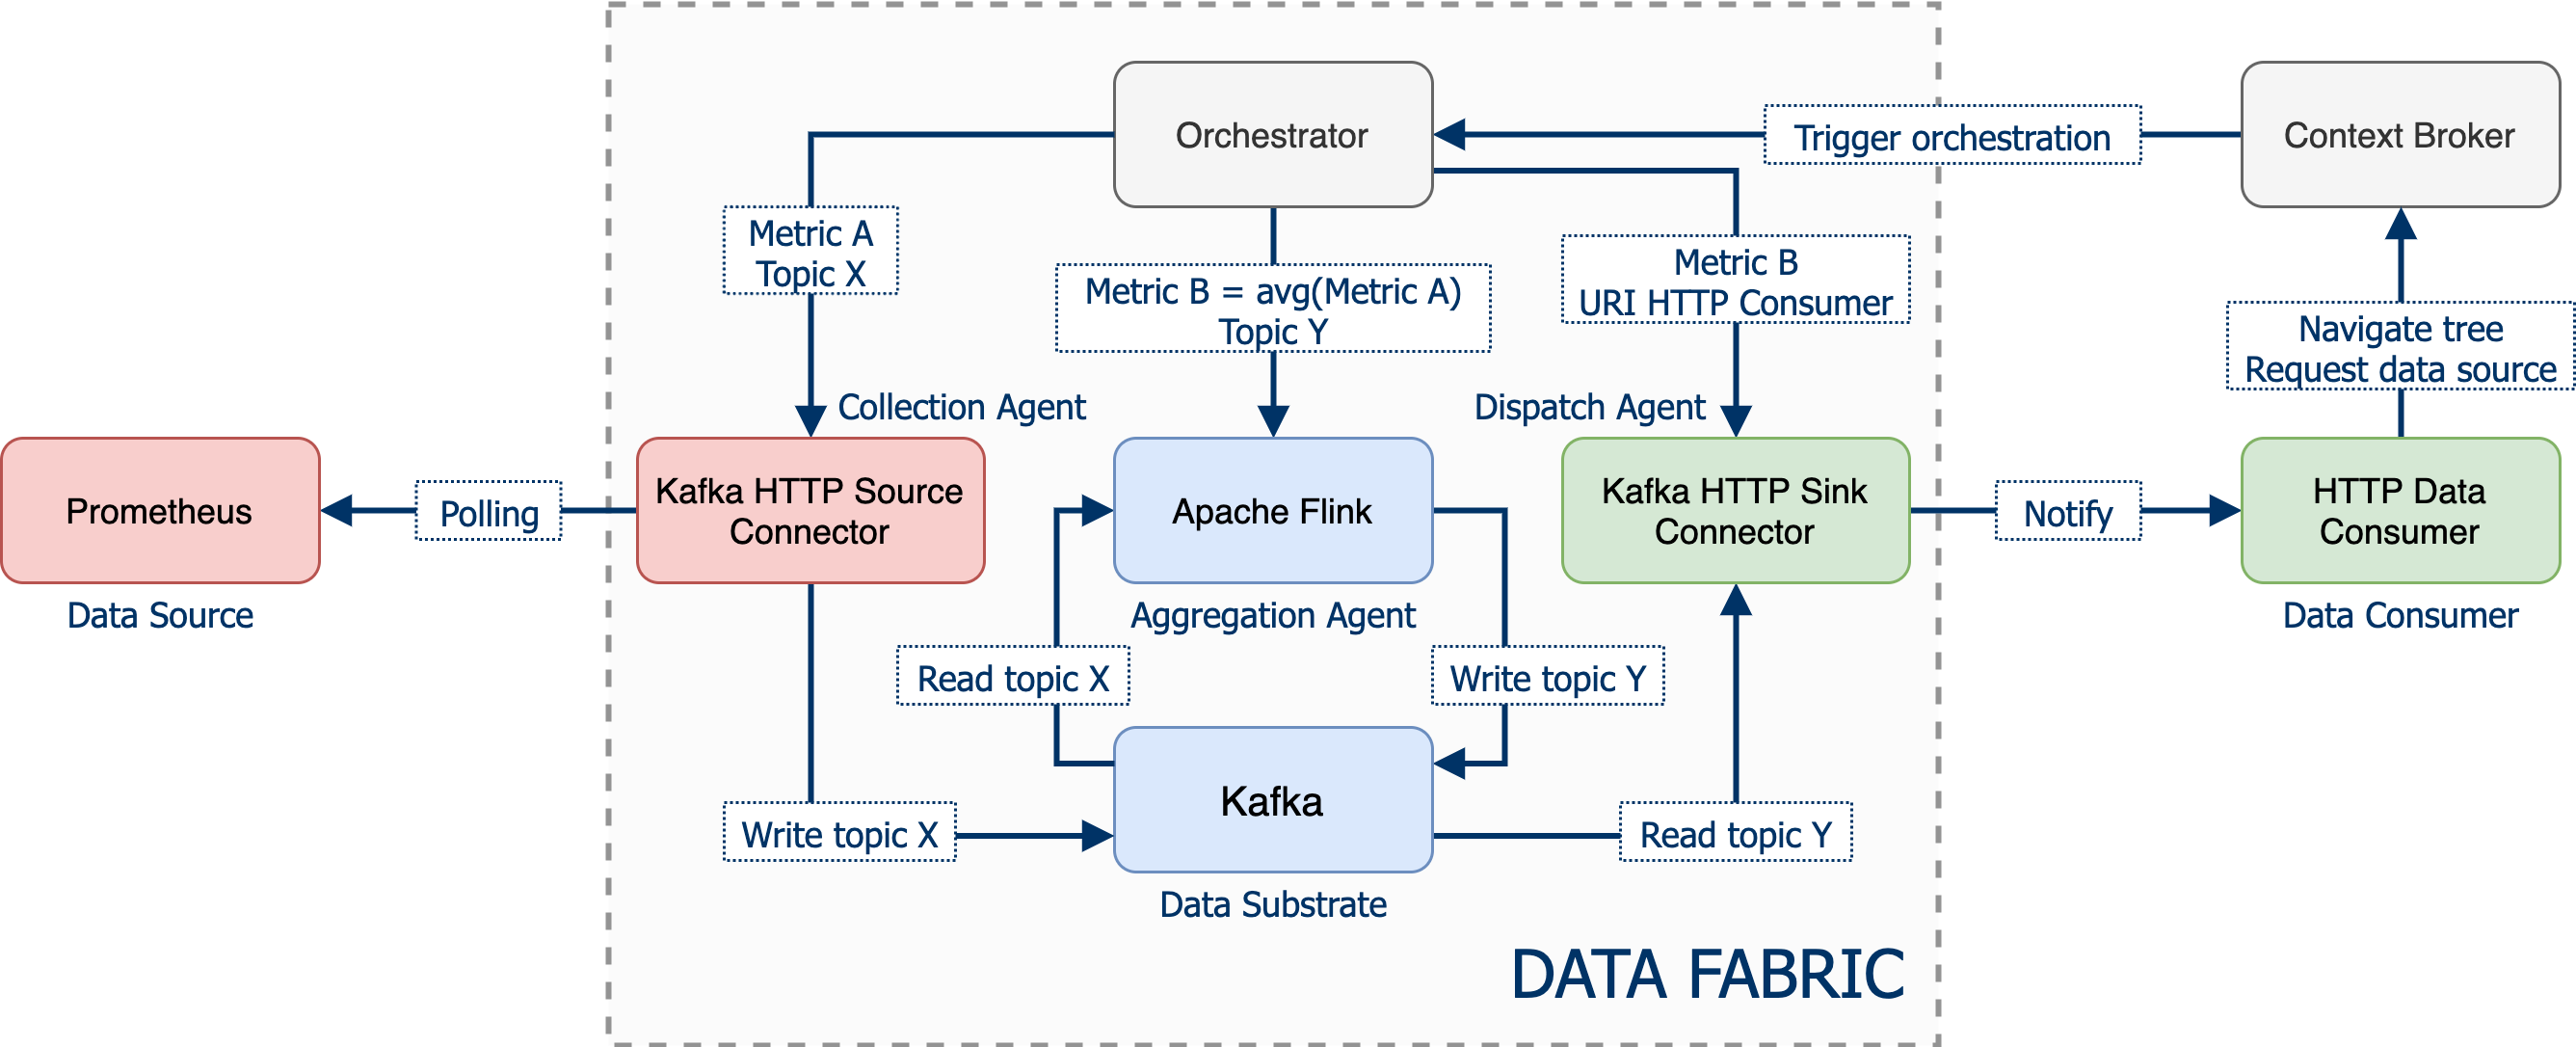 Orchestrator
Trigger orchestration
Context Broker
Metric A
Topic X
Metric B = avg(Metric A)
Topic Y
Metric B
URI HTTP Consumer
Navigate tree
Request data source
Collection Agent
Dispatch Agent
Prometheus
Polling
Kafka HTTP Source
Connector
Apache Flink
Kafka HTTP Sink
Connector
Notify
HTTP Data
Consumer
Data Source
Aggregation Agent
Data Consumer
Read topic X
Write topic Y
Kafka
Write topic X
Read topic Y
Data Substrate
DATA FABRIC